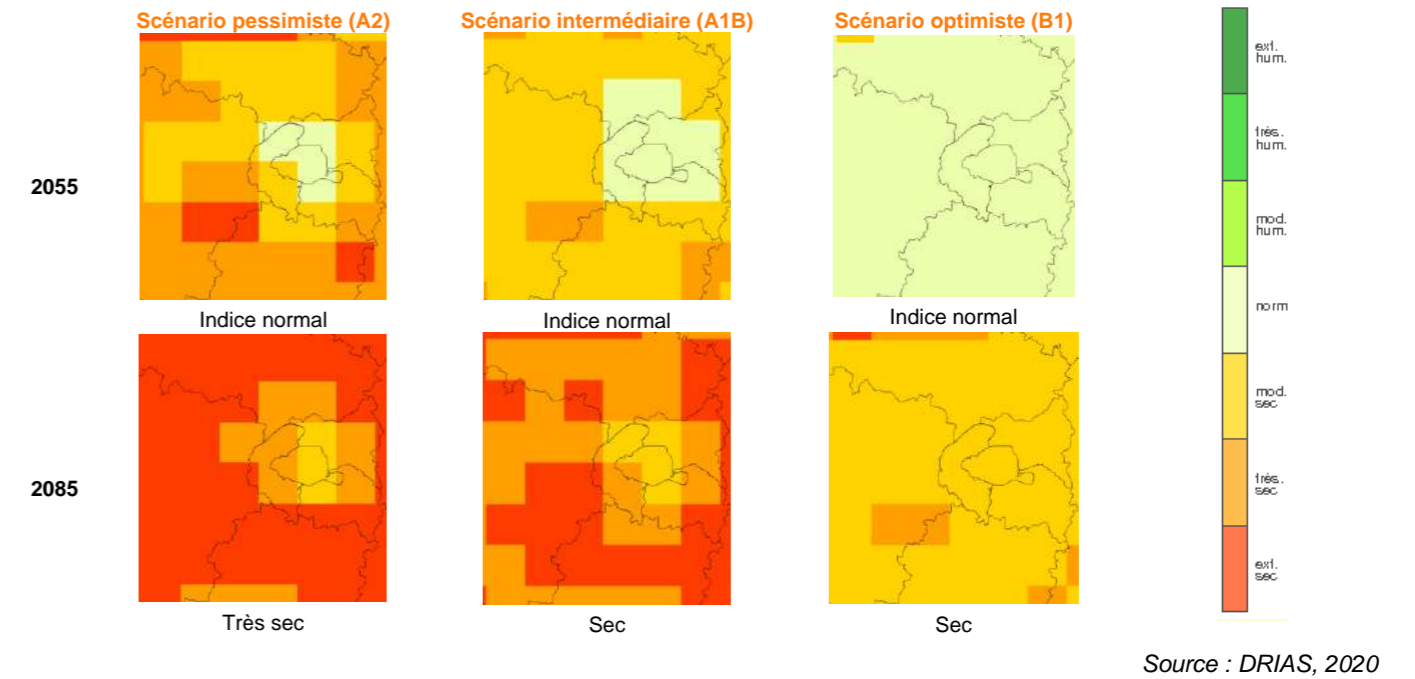 Scénario pessimiste (A2)
Scénario intermédiaire (A1B)
Scénario optimiste (B1)
2055
Indice normal
Indice normal
Indice normal
2085
Très sec
Sec
Sec
ext.
hum.
très.
hum.
mod.
hum.
norm
mod.
sec
très.
sec
ext.
sec
Source : DRIAS, 2020